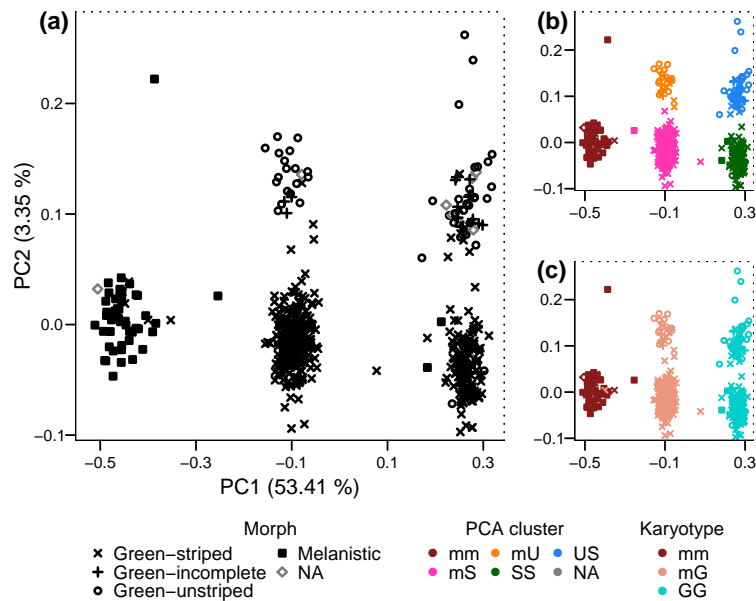 (a)
0.2
0.1
0.0
−0.1
PC2 (3.35 %)
−0.5
−0.3
−0.1
0.1
0.3
PC1 (53.41 %)
(b)
0.2
0.1
0.0
−0.1
−0.5
−0.1
0.3
(c)
0.2
0.1
0.0
−0.1
−0.5
−0.1
0.3
Morph
Green−striped
Green−incomplete
Green−unstriped
Melanistic
NA
PCA cluster
mm
mS
mU
SS
US
NA
Karyotype
mm
mG
GG